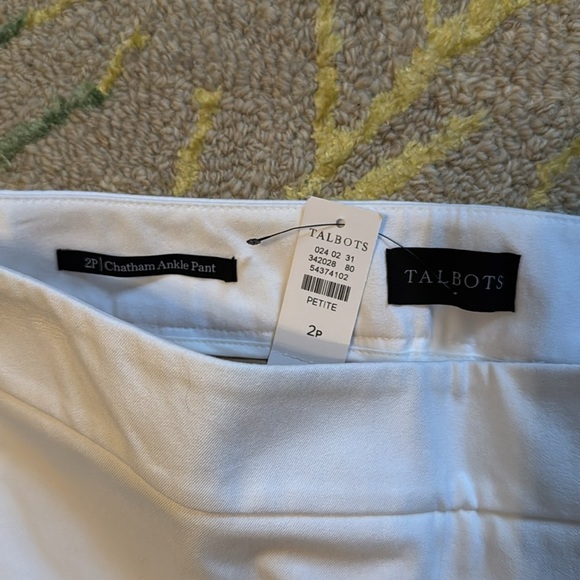 2P | Chatham Ankle Pant
TALBOTS
024 02 31
342028 80
54374102
PETITE
2P
TALBOTS